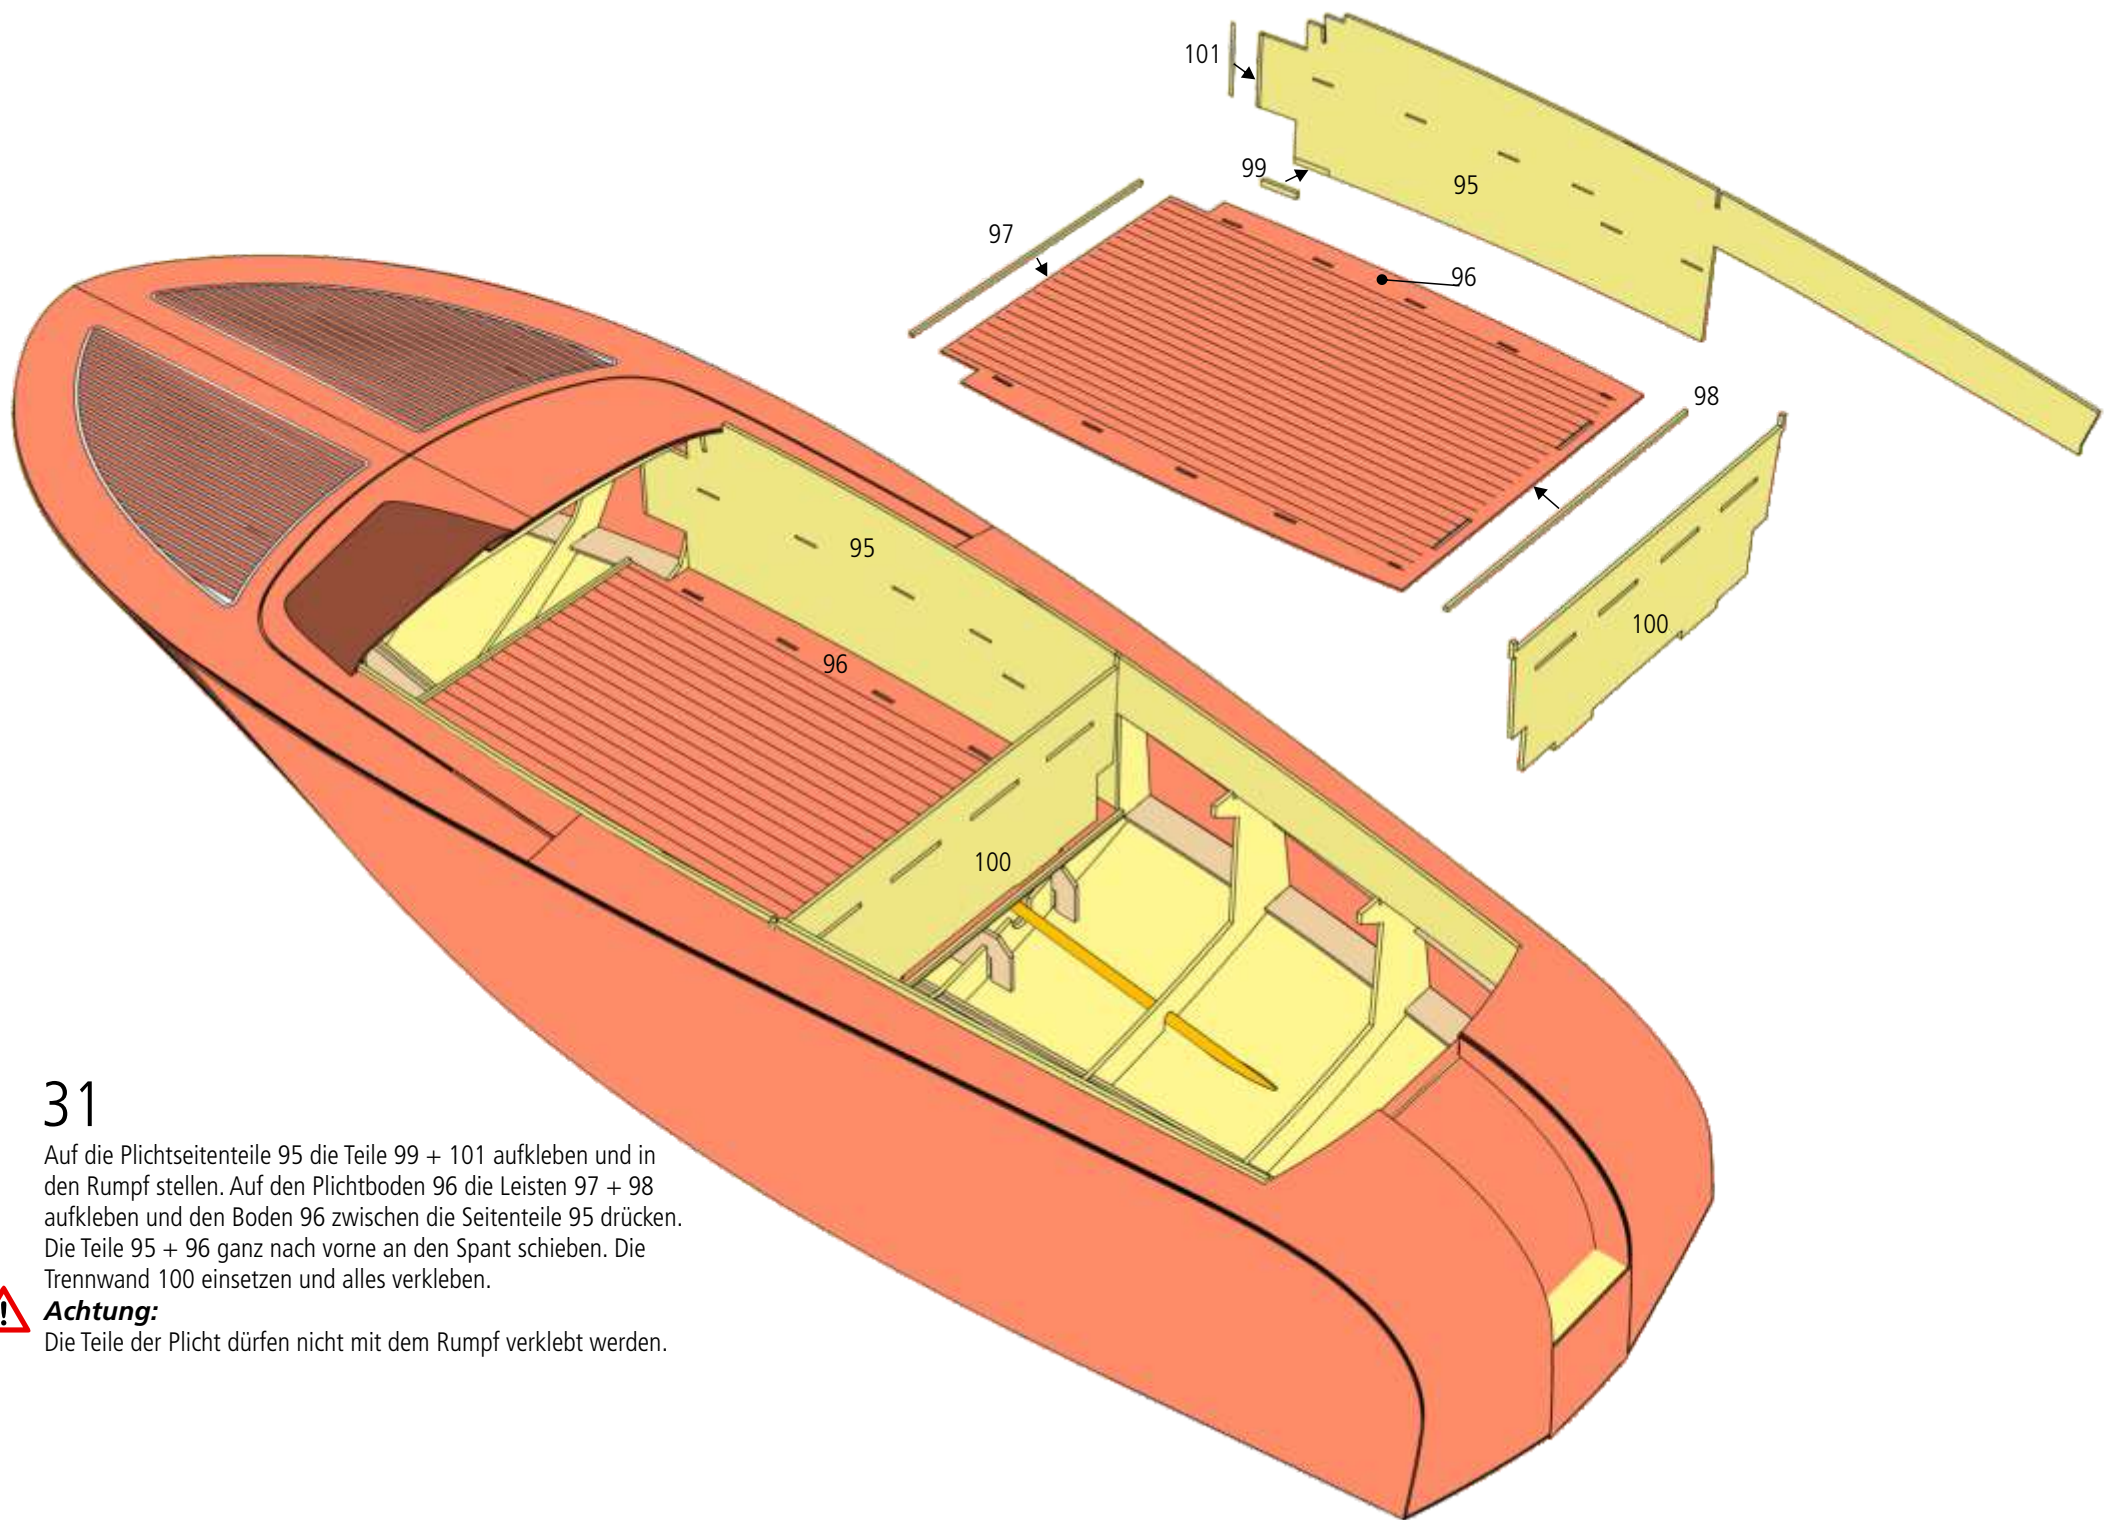 101
99
95
97
96
98
100
95
96
100
31
Auf die Plichtseitenteile 95 die Teile 99 + 101 aufkleben und in
den Rumpf stellen. Auf den Plichtboden 96 die Leisten 97 + 98
aufkleben und den Boden 96 zwischen die Seitenteile 95 drücken.
Die Teile 95 + 96 ganz nach vorne an den Spant schieben. Die
Trennwand 100 einsetzen und alles verkleben.
!
Achtung:
Die Teile der Plicht dürfen nicht mit dem Rumpf verklebt werden.